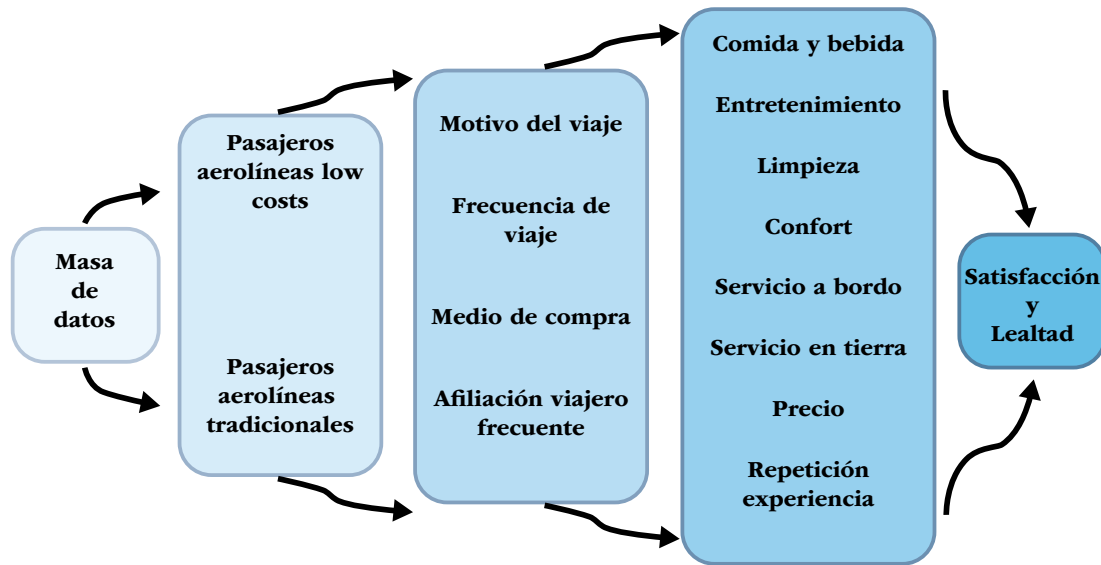 Masa
de
datos
Pasajeros
aerolíneas low
costs
Pasajeros
aerolíneas
tradicionales
Motivo del viaje
Frecuencia de
viaje
Medio de compra
Afiliación viajero
frecuente
Comida y bebida
Entretenimiento
Limpieza
Confort
Servicio a bordo
Servicio en tierra
Precio
Repetición
experiencia
Satisfacción
y
Lealtad